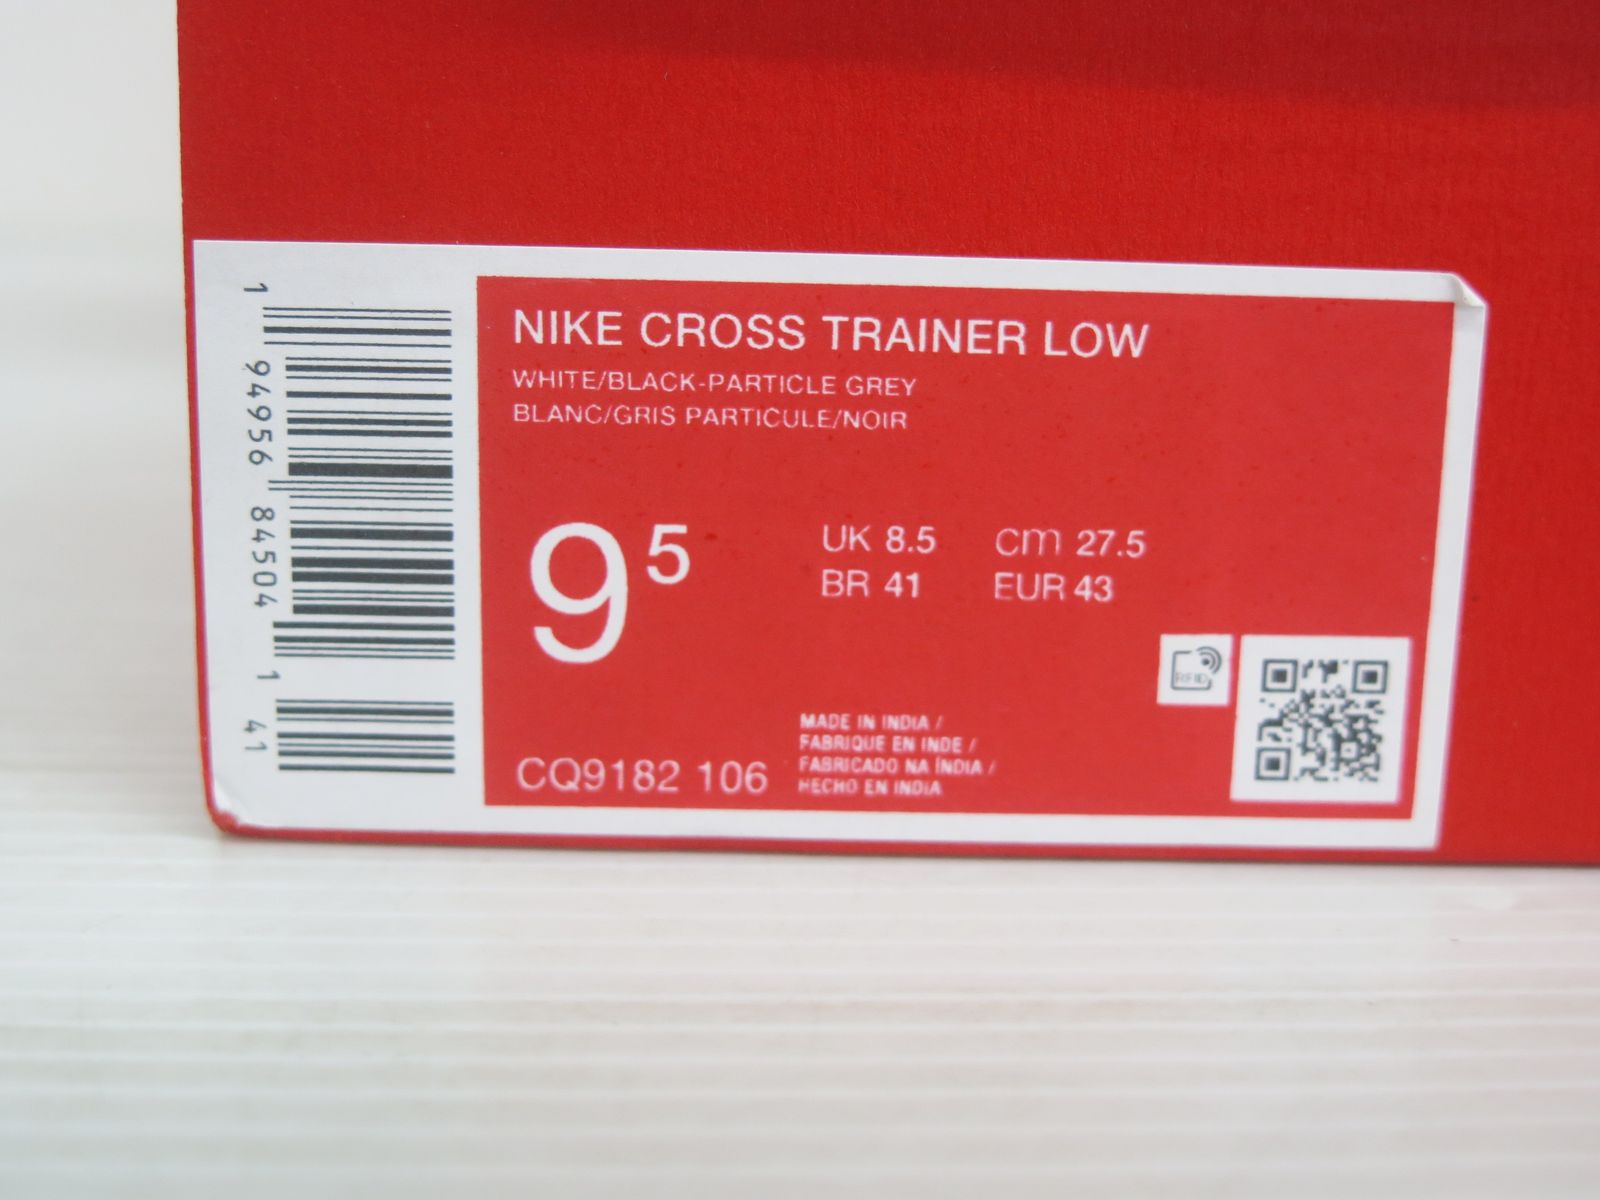 NIKE CROSS TRAINER LOW
WHITE/BLACK-PARTICLE GREY
BLANC/GRIS PARTICULE/NOIR
9 5
UK 8.5 cm 27.5
BR 41 EUR 43
MADE IN INDIA /
FABRIQUE EN INDE /
FABRICADO NA ÍNDIA /
HECHO EN INDIA
CQ9182 106
RFID
1 94956 84504 1 41